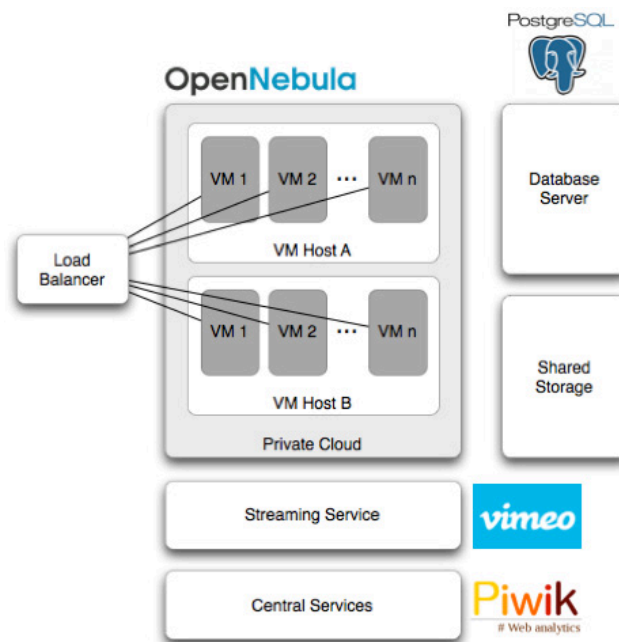 PostgreSQL
OpenNebula
VM 1
VM 2
...
VM n
VM Host A
Load
Balancer
VM 1
VM 2
...
VM n
VM Host B
Private Cloud
Database
Server
Shared
Storage
Streaming Service
vimeo
Central Services
Piwik
# Web analytics